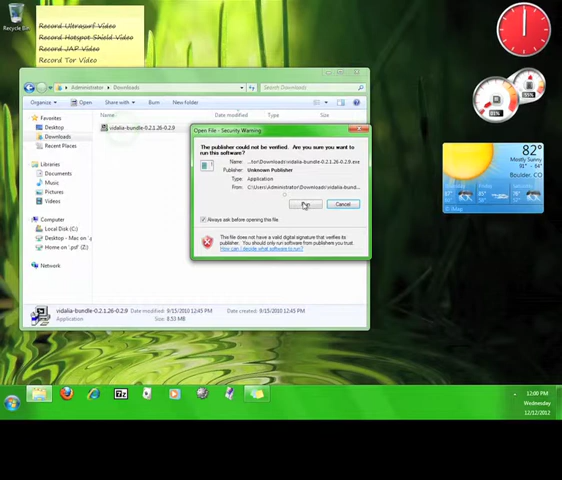 Record Ultrasurf Video
Record Hotspot Shield Video
Record JAP Video
Record Tor Video
Recycle Bin
Administrator
Downloads
Search Downloads
Organize
Open
Share with
Burn
New folder
Name
Date modified
Type
Size
Favorites
Desktop
Downloads
Recent Places
Libraries
Documents
Music
Pictures
Videos
Computer
Local Disk (C:)
Desktop - Mac on
Home on '.psf' (Z:)
Network
vidalia-bundle-0.2.1.26-0.2.9
Open File - Security Warning
The publisher could not be verified. Are you sure you want to
run this software?
Name: ...tor\Downloads\vidalia-bundle-0.2.1.26-0.2.9.exe
Publisher: Unknown Publisher
Type: Application
From: C:\Users\Administrator\Downloads\vidalia-bund...
Run
Cancel
Always ask before opening this file
This file does not have a valid digital signature that verifies its
publisher. You should only run software from publishers you trust.
How can I decide what software to run?
vidalia-bundle-0.2.1.26-0.2.9 Date modified: 9/15/2010 12:45 PM Date created: 9/15/2010 12:45 PM
Application Size: 8.53 MB
82°
Mostly Sunny
91° - 64°
Boulder, CO
12:00 PM
Wednesday
12/12/2012